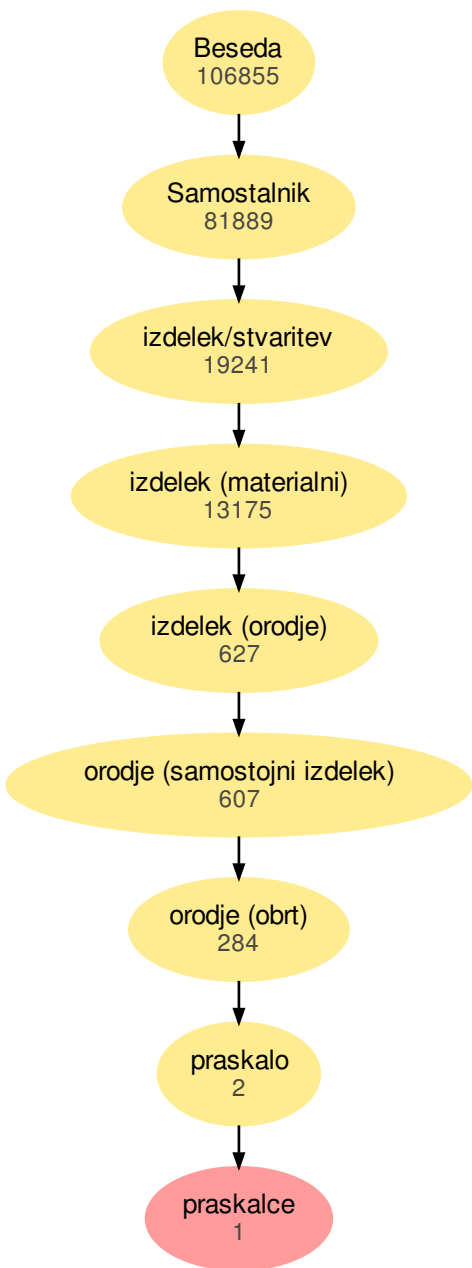 Beseda
106855
Samostalnik
81889
izdelek/stvaritev
19241
izdelek (materialni)
13175
izdelek (orodje)
627
orodje (samostojni izdelek)
607
orodje (obrt)
284
praskalo
2
praskalce
1